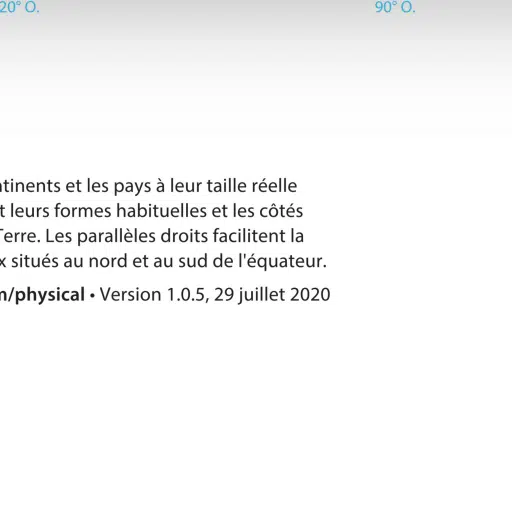 20° O. 90° O.
tinents et les pays à leur taille réelle
t leurs formes habituelles et les côtés
Terre. Les parallèles droits facilitent la
x situés au nord et au sud de l'équateur.
m/physical • Version 1.0.5, 29 juillet 2020